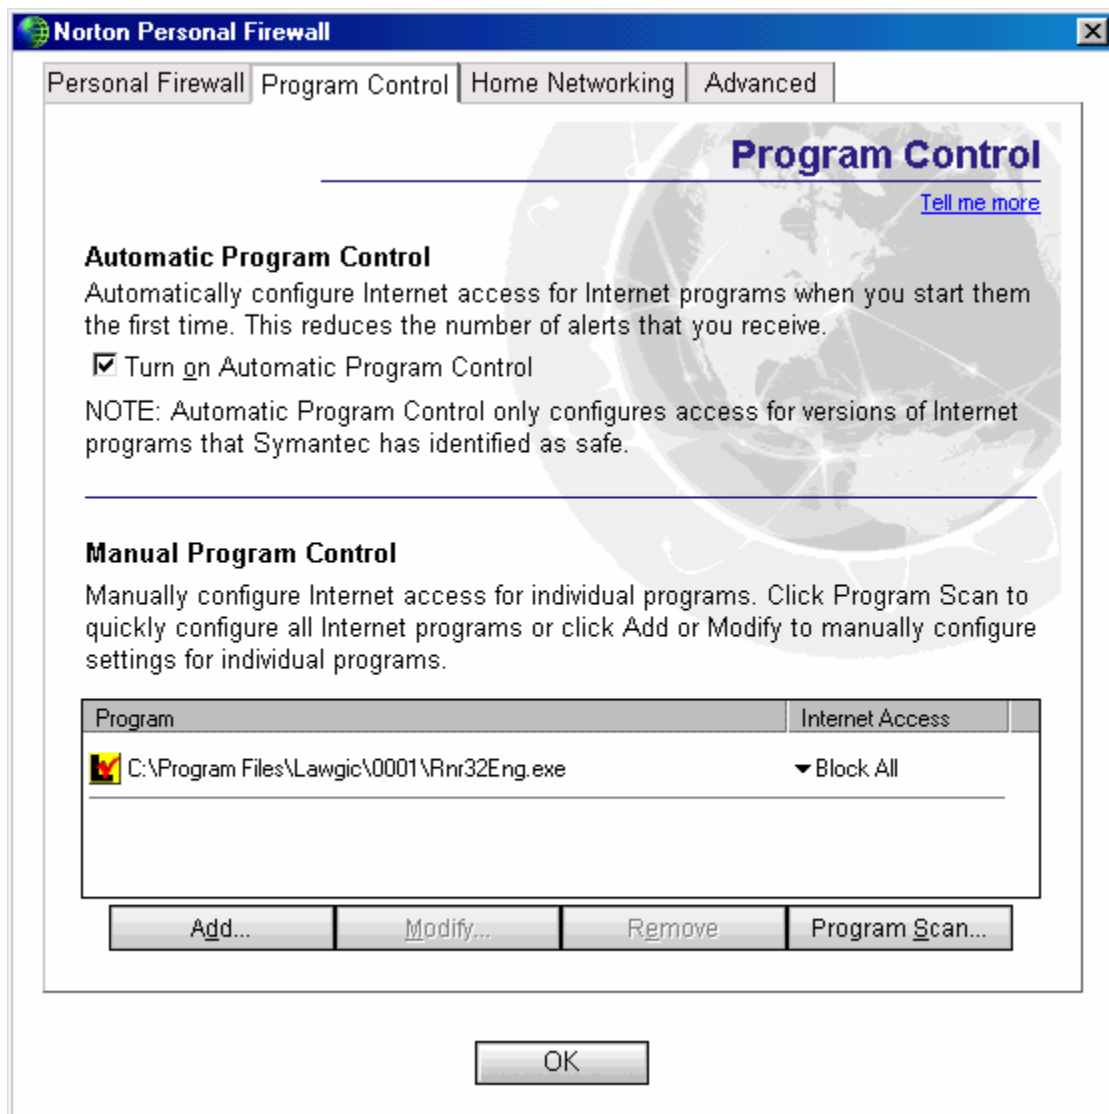 Norton Personal Firewall
Personal Firewall Program Control Home Networking Advanced
Program Control
Tell me more
Automatic Program Control
Automatically configure Internet access for Internet programs when you start them
the first time. This reduces the number of alerts that you receive.
Turn on Automatic Program Control
NOTE: Automatic Program Control only configures access for versions of Internet
programs that Symantec has identified as safe.
Manual Program Control
Manually configure Internet access for individual programs. Click Program Scan to
quickly configure all Internet programs or click Add or Modify to manually configure
settings for individual programs.
Program Internet Access
C:\Program Files\Lawgic\0001\Rnr32Eng.exe Block All
Add... Modify... Remove Program Scan...
OK